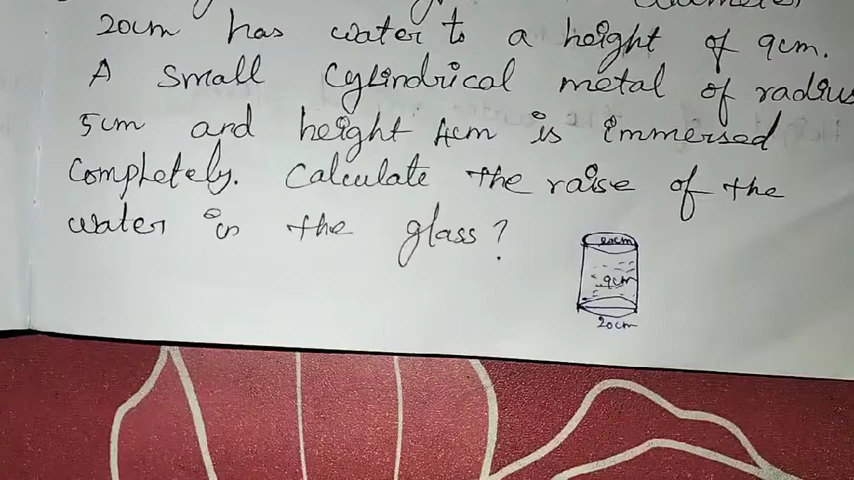 diameter
20cm has water to a height of 9cm.
A small cylindrical metal of radius
5cm and height 4cm is immersed
completely. Calculate the raise of the
water in the glass?
20cm
9cm
20cm